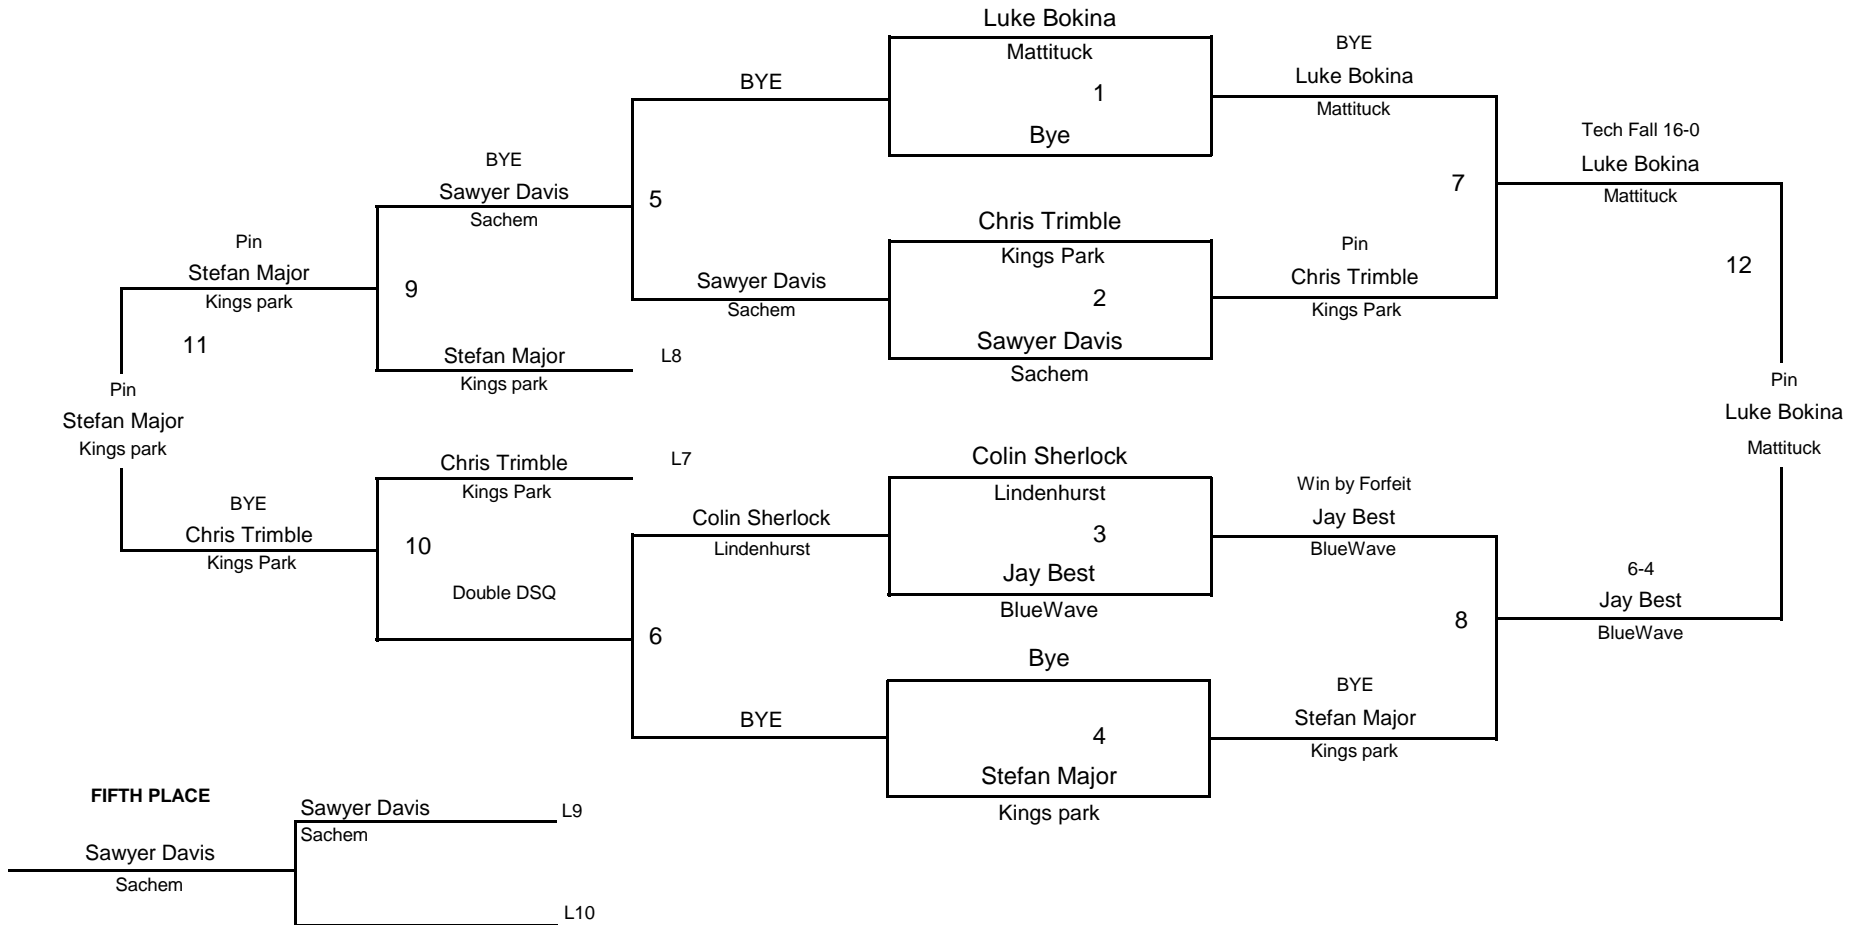 Luke Bokina
Mattituck
1
Bye
BYE
Luke Bokina
Mattituck
BYE
Tech Fall 16-0
Luke Bokina
Mattituck
BYE
Sawyer Davis
Sachem
5
7
Chris Trimble
Kings Park
2
Sawyer Davis
Sachem
Pin
Chris Trimble
Kings Park
Sawyer Davis
Sachem
12
Pin
Stefan Major
Kings park
9
11
Stefan Major
Kings park
L8
Pin
Stefan Major
Kings park
Pin
Luke Bokina
Mattituck
Chris Trimble
Kings Park
L7
Colin Sherlock
Lindenhurst
3
Jay Best
BlueWave
Win by Forfeit
Jay Best
BlueWave
Colin Sherlock
Lindenhurst
BYE
Chris Trimble
Kings Park
10
Double DSQ
6
8
6-4
Jay Best
BlueWave
Bye
4
Stefan Major
Kings park
BYE
Stefan Major
Kings park
BYE
FIFTH PLACE
Sawyer Davis
Sachem
L9
Sawyer Davis
Sachem
L10